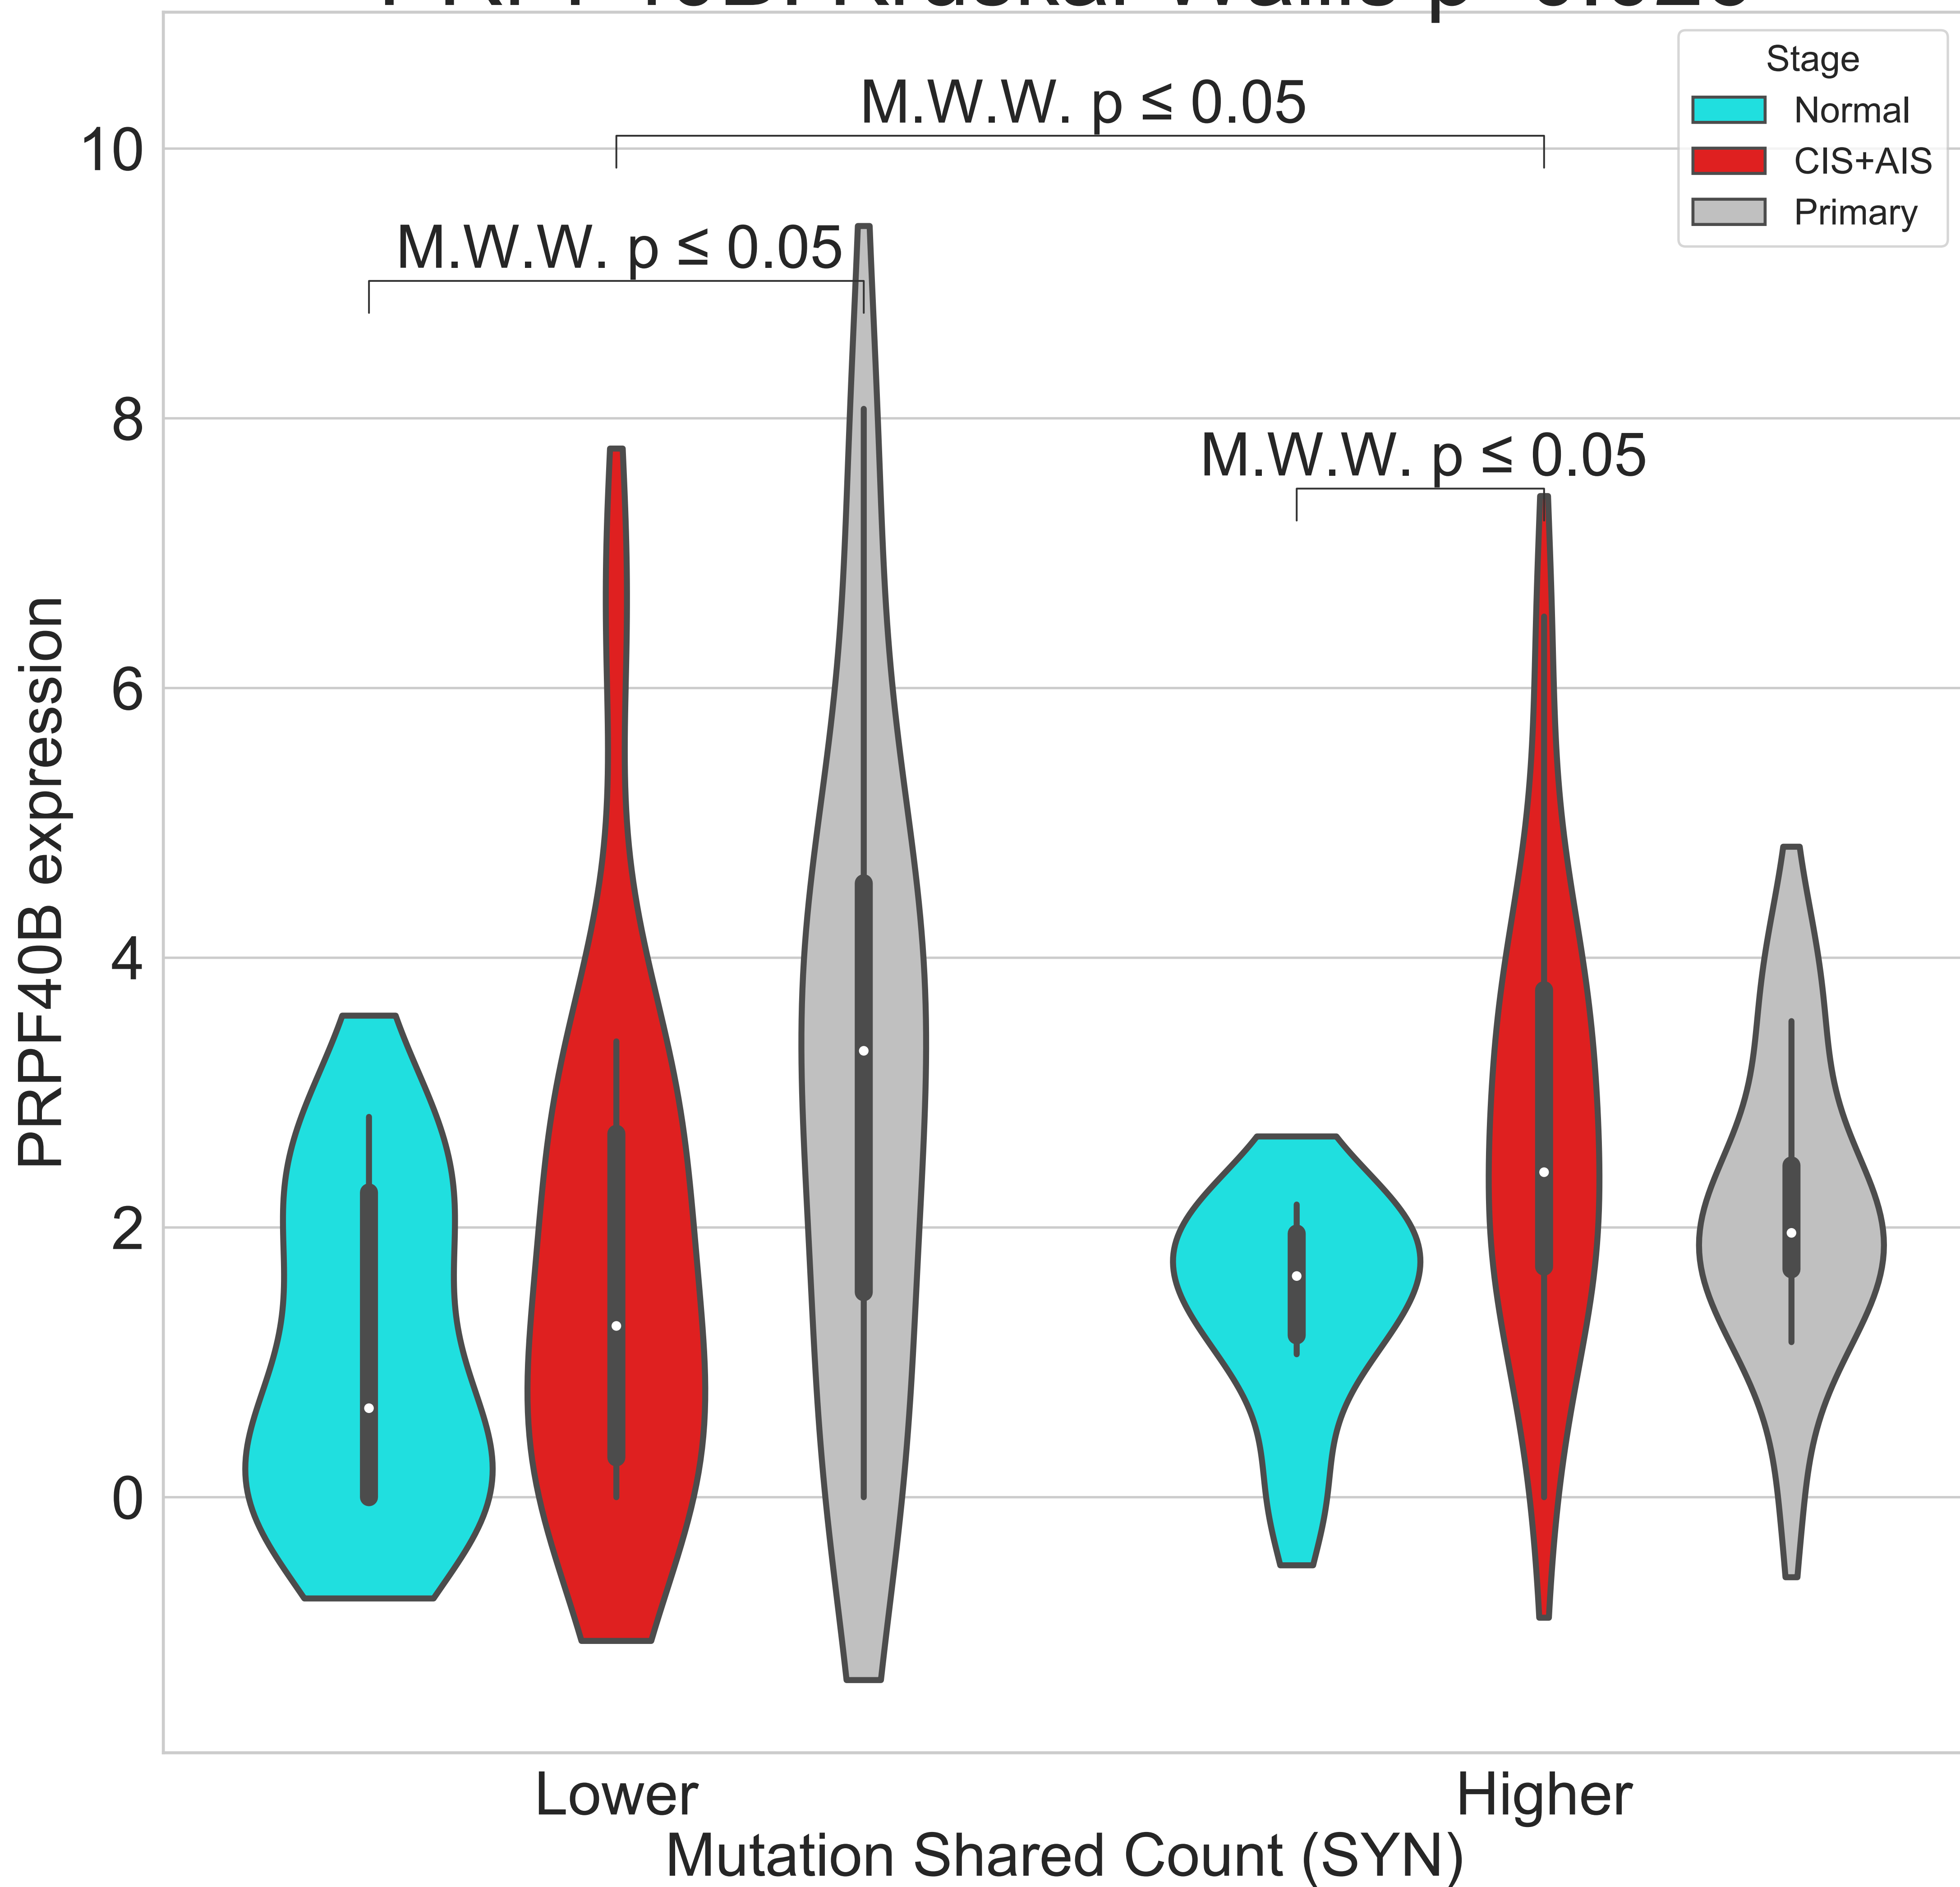 M.W.W. p ≤ 0.05
M.W.W. p ≤ 0.05
M.W.W. p ≤ 0.05
Stage
Normal
CIS+AIS
Primary
10
8
6
4
2
0
PRPF40B expression
Lower
Higher
Mutation Shared Count (SYN)